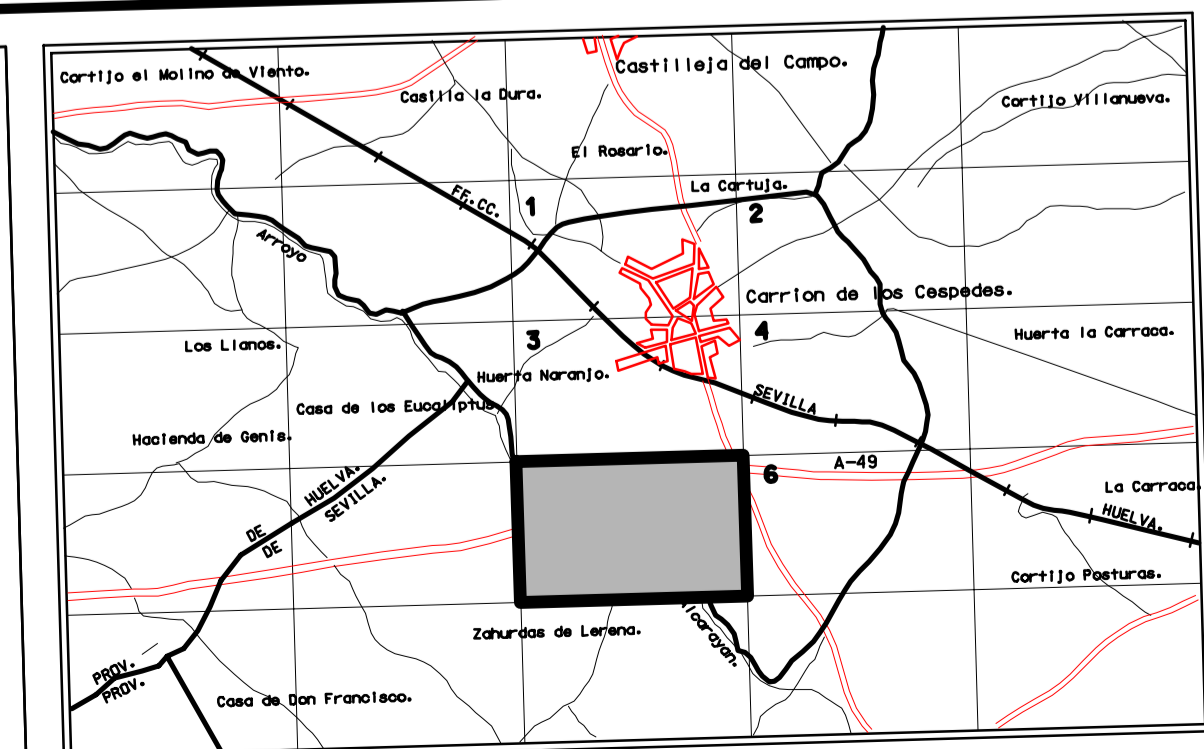 Castilleja del Campo.
Cortijo el Molino de Viento.
Casilla la Dura.
Cortijo Villanueva.
El Rosario.
La Cartuja.
FF.CC.
1
2
Arroyo
Carrion de los Cespedes.
3
4
Huerta la Carraca.
Los Llanos.
Huerta Naranjo.
Casa de los Eucaliptus.
SEVILLA
Hacienda de Genis.
A-49
6
HUELVA.
SEVILLA.
La Carraca.
HUELVA.
DE
DE
Cortijo Posturas.
Zahurdas de Lerena.
Alcarayan.
PROV.
PROV.
Casa de Don Francisco.